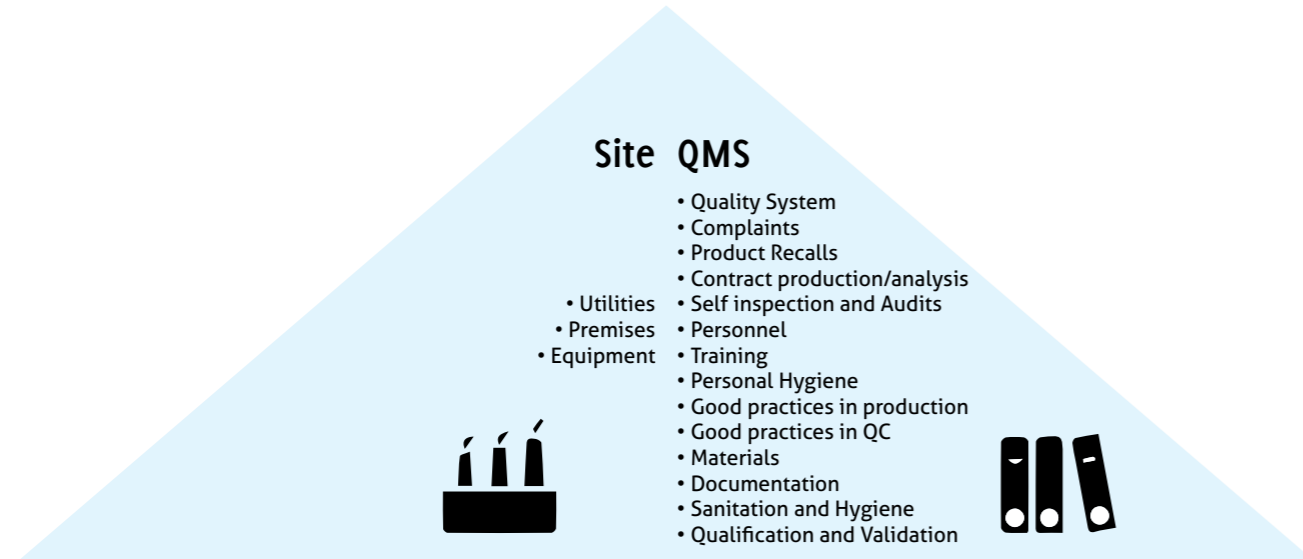 Site QMS
• Quality System
• Complaints
• Product Recalls
• Contract production/analysis
• Utilities • Self inspection and Audits
• Premises • Personnel
• Equipment • Training
• Personal Hygiene
• Good practices in production
• Good practices in QC
• Materials
• Documentation
• Sanitation and Hygiene
• Qualification and Validation